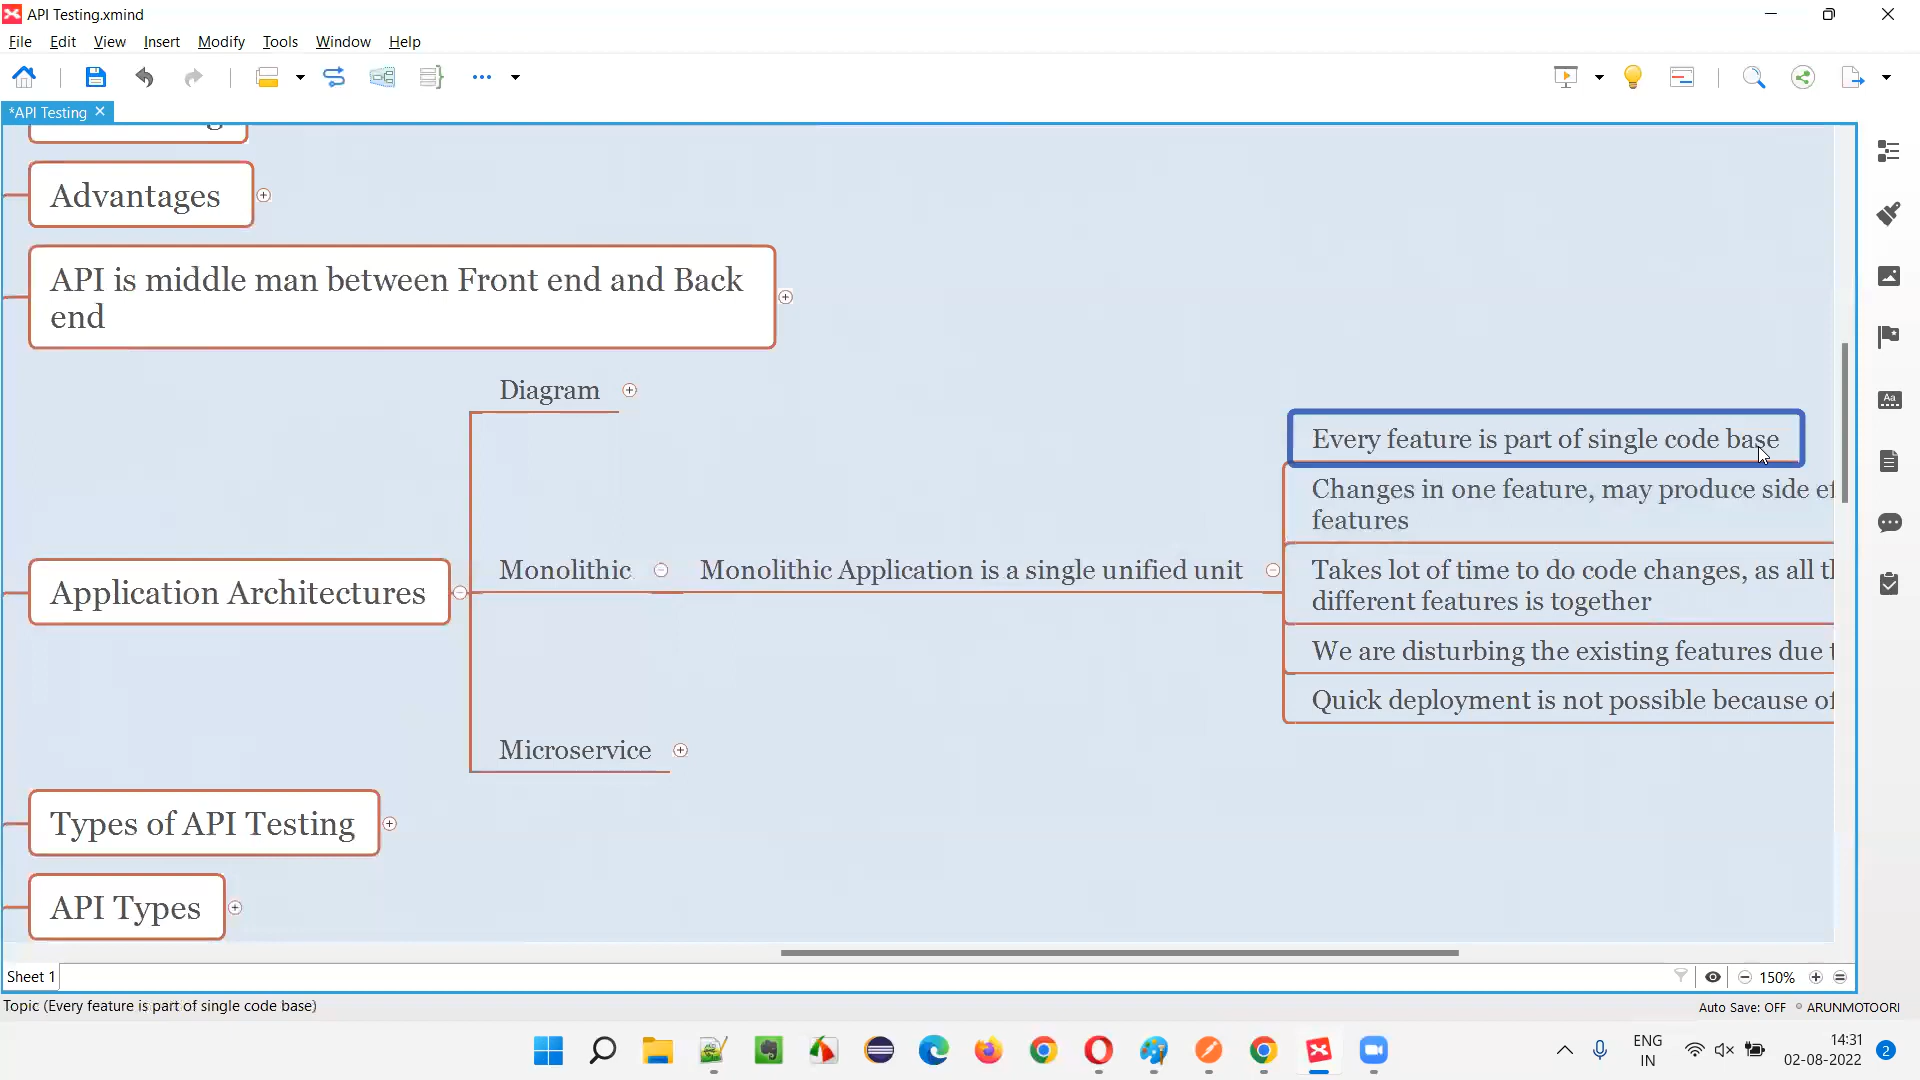 API Testing.xmind
File Edit View Insert Modify Tools Window Help
*API Testing
Advantages
API is middle man between Front end and Back
end
Diagram
Every feature is part of single code base
Changes in one feature, may produce side
features
Monolithic
Monolithic Application is a single unified unit
Takes lot of time to do code changes, as all
different features is together
Application Architectures
We are disturbing the existing features due
Quick deployment is not possible because of
Microservice
Types of API Testing
API Types
Sheet 1
150%
Topic (Every feature is part of single code base)
Auto Save: OFF
ARUNMOTOORI
ENG
IN
14:31
02-08-2022
2